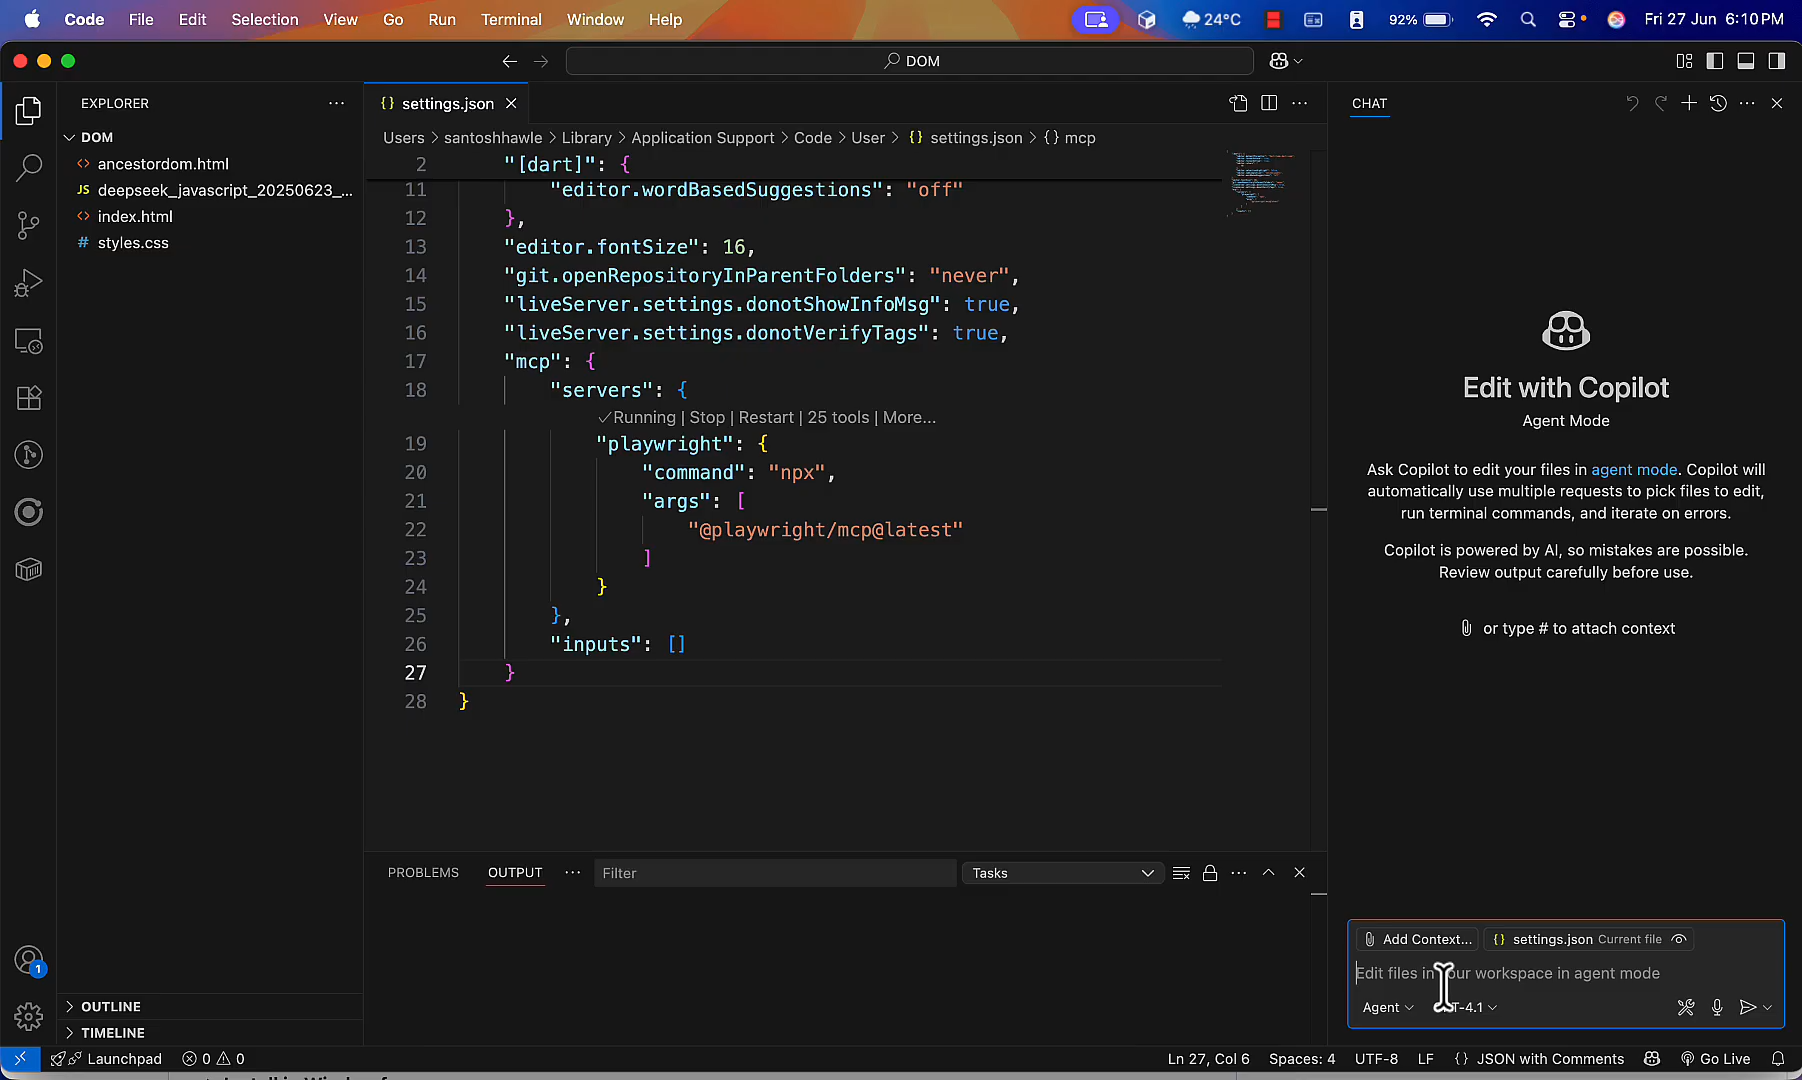 Code File Edit Selection View Go Run Terminal Window Help
24°C 92% Fri 27 Jun 6:10 PM
DOM
EXPLORER
DOM
ancestordom.html
JS deepseek_javascript_20250623_...
index.html
# styles.css
OUTLINE
TIMELINE
{} settings.json
Users > santoshhawle > Library > Application Support > Code > User > {} settings.json > {} mcp
2 "[dart]": {
11 "editor.wordBasedSuggestions": "off"
12 },
13 "editor.fontSize": 16,
14 "git.openRepositoryInParentFolders": "never",
15 "liveServer.settings.donotShowInfoMsg": true,
16 "liveServer.settings.donotVerifyTags": true,
17 "mcp": {
18 "servers": {
✓Running | Stop | Restart | 25 tools | More...
19 "playwright": {
20 "command": "npx",
21 "args": [
22 "@playwright/mcp@latest"
23 ]
24 }
25 },
26 "inputs": []
27 }
28 }
PROBLEMS OUTPUT ... Filter Tasks
CHAT
Edit with Copilot
Agent Mode
Ask Copilot to edit your files in agent mode. Copilot will
automatically use multiple requests to pick files to edit,
run terminal commands, and iterate on errors.
Copilot is powered by AI, so mistakes are possible.
Review output carefully before use.
or type # to attach context
Add Context... {} settings.json Current file
Edit files in your workspace in agent mode
Agent T-4.1
1
Launchpad 0 0 Ln 27, Col 6 Spaces: 4 UTF-8 LF {} JSON with Comments Go Live